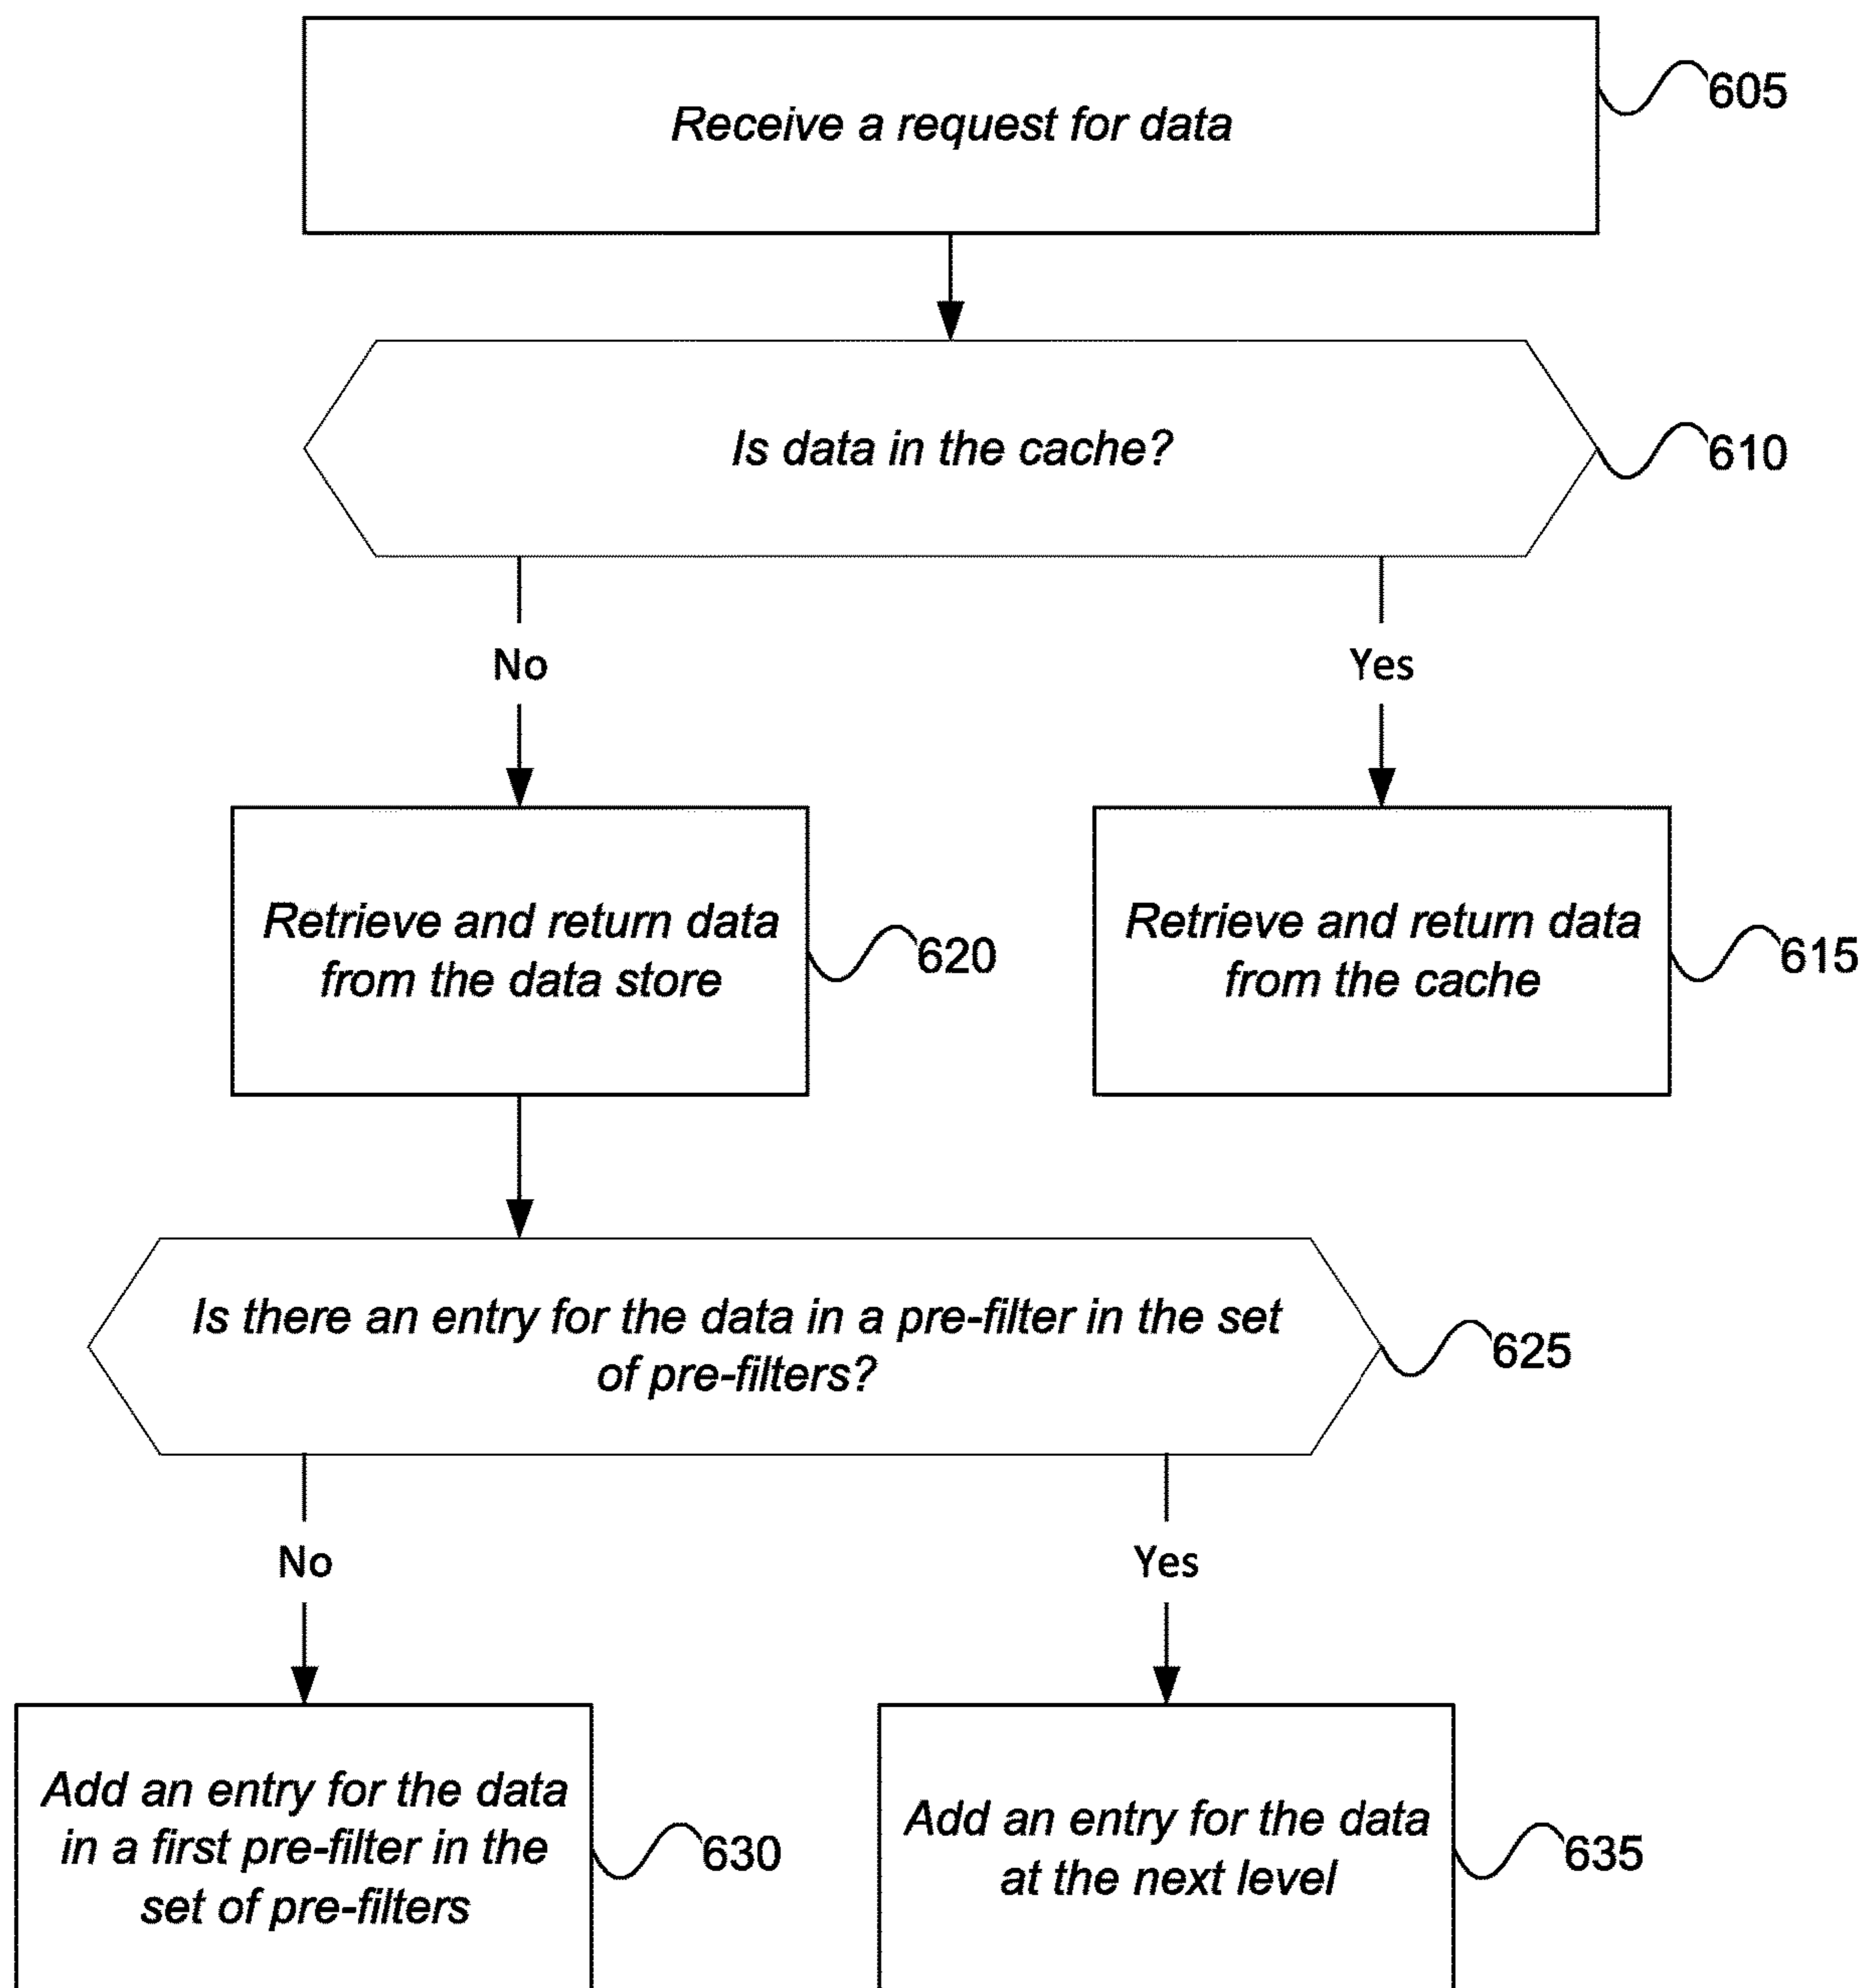 Receive a request for data
605
Is data in the cache?
610
No
Yes
Retrieve and return data
from the data store
620
Retrieve and return data
from the cache
615
Is there an entry for the data in a pre-filter in the set
of pre-filters?
625
No
Yes
Add an entry for the data
in a first pre-filter in the
set of pre-filters
630
Add an entry for the data
at the next level
635